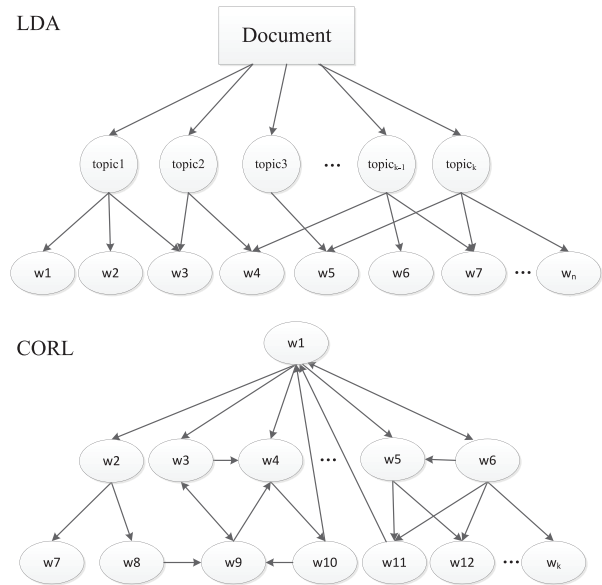 LDA
Document
topic1 topic2 topic3 ... topicₖ₋₁ topicₖ
w1 w2 w3 w4 w5 w6 w7 ... wₙ
CORL
w1
w2 w3 w4 ... w5 w6
w7 w8 w9 w10 w11 w12 ... wₖ